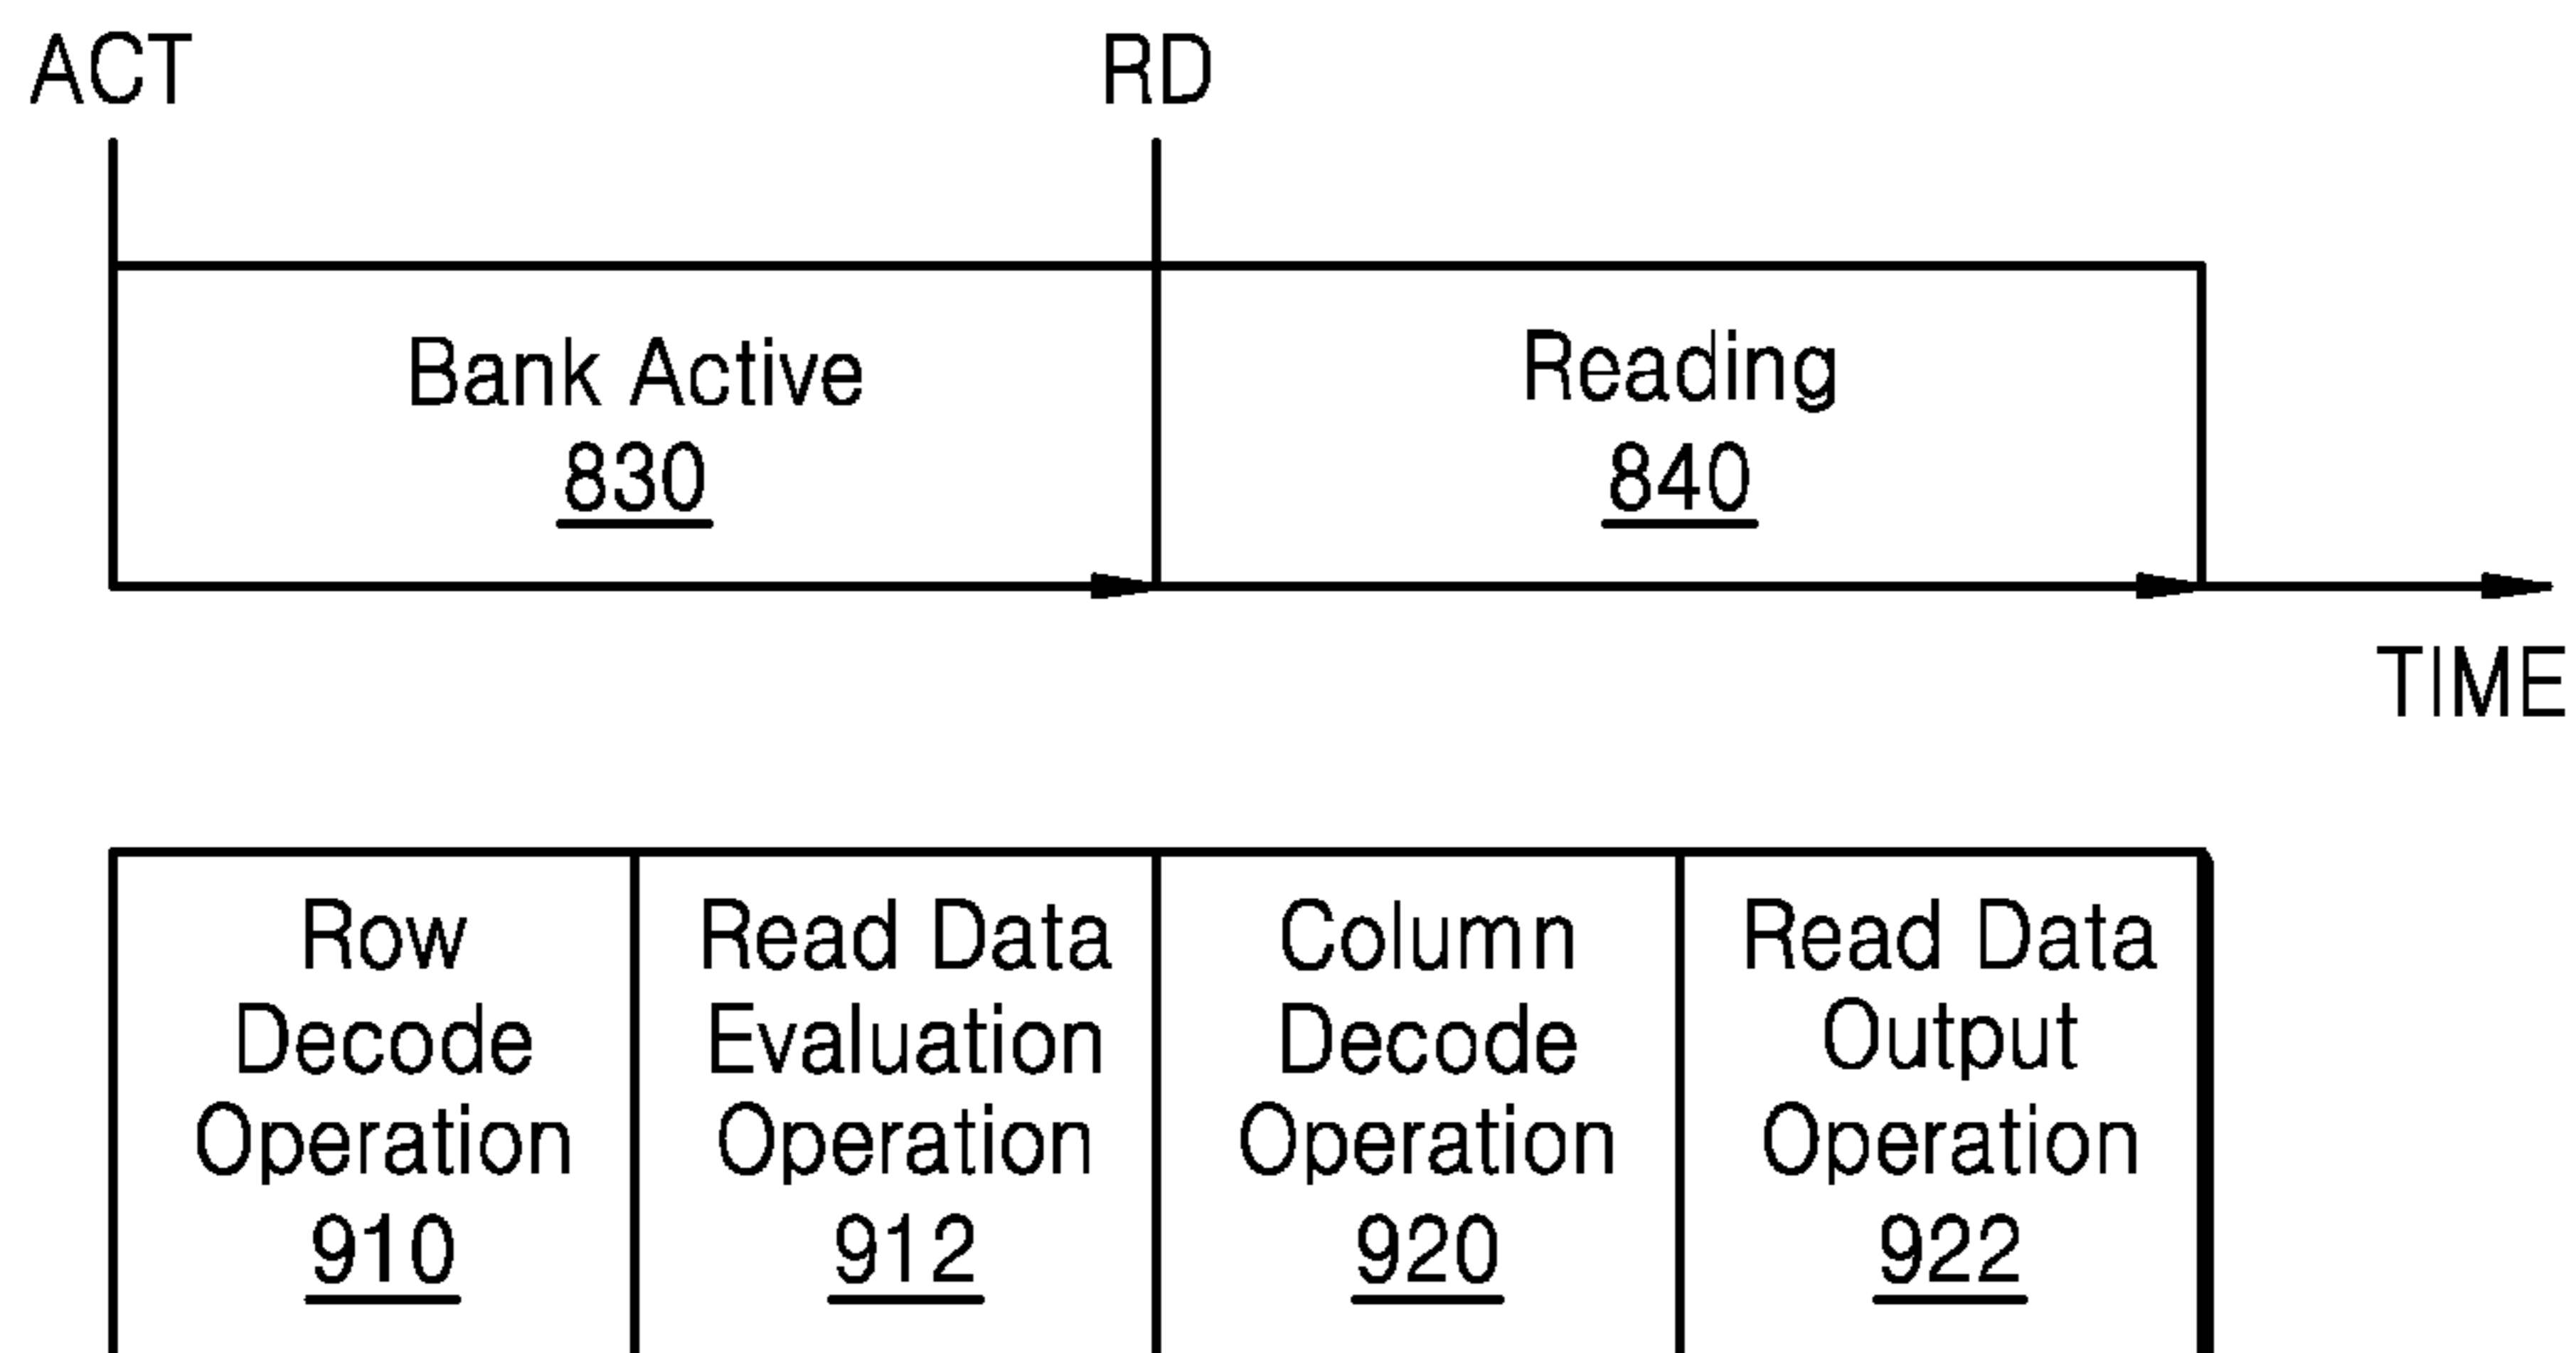 ACT
RD
Bank Active
830
Reading
840
TIME
Row
Decode
Operation
910
Read Data
Evaluation
Operation
912
Column
Decode
Operation
920
Read Data
Output
Operation
922